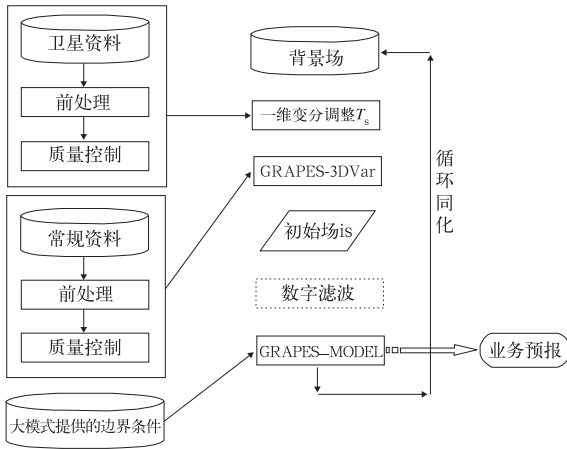 卫星资料
前处理
质量控制
常规资料
前处理
质量控制
大模式提供的边界条件
背景场
一维变分调整Ts
GRAPES-3DVar
初始场is
数字滤波
GRAPES_MODEL
循环同化
业务预报